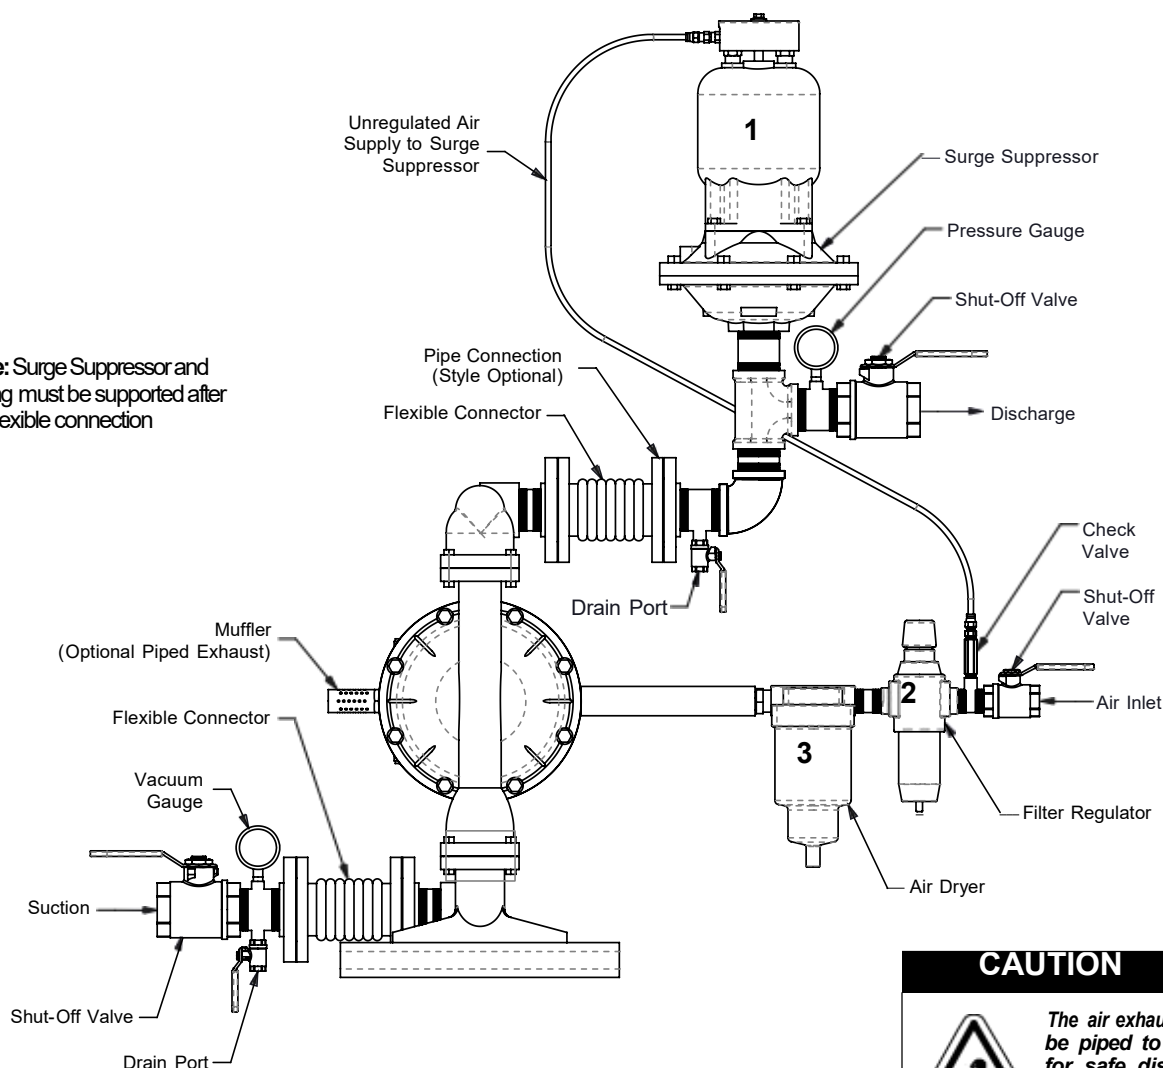 1
Unregulated Air
Supply to Surge
Suppressor
Surge Suppressor
Pressure Gauge
Shut-Off Valve
Pipe Connection
(Style Optional)
e: Surge Suppressor and
g must be supported after
exible connection
Flexible Connector
Discharge
Check
Valve
Drain Port
Shut-Off
Valve
Muffler
(Optional Piped Exhaust)
2
Air Inlet
Flexible Connector
3
Vacuum
Gauge
Filter Regulator
Air Dryer
Suction
CAUTION
Shut-Off Valve
The air exhau
be piped to
for safe dis
Drain Port